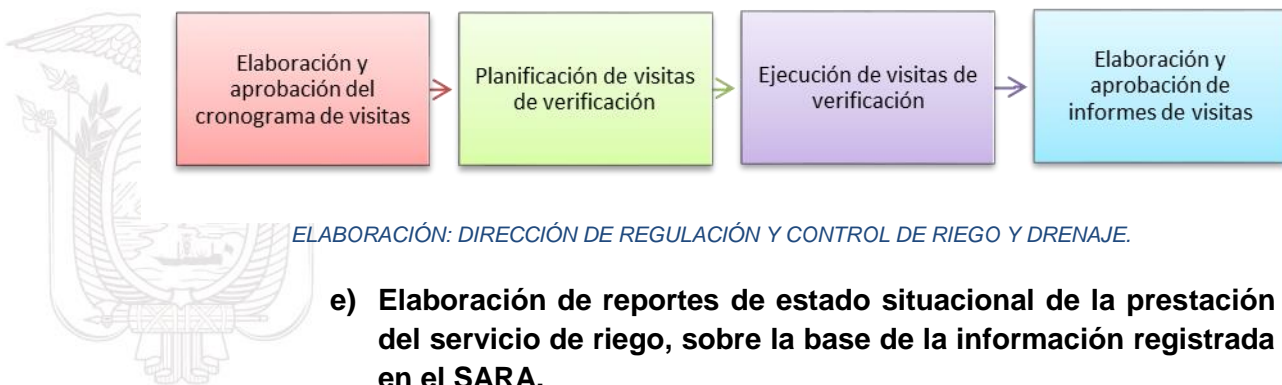 Elaboración y
aprobación del
cronograma de visitas
Planificación de visitas
de verificación
Ejecución de visitas de
verificación
Elaboración y
aprobación de
informes de visitas
ELABORACIÓN: DIRECCIÓN DE REGULACIÓN Y CONTROL DE RIEGO Y DRENAJE.
e) Elaboración de reportes de estado situacional de la prestación
del servicio de riego, sobre la base de la información registrada
en el SARA.